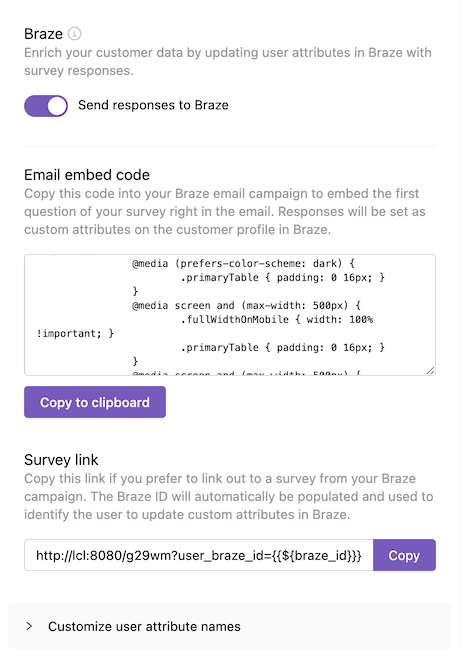 Braze
Enrich your customer data by updating user attributes in Braze with
survey responses.
Send responses to Braze
Email embed code
Copy this code into your Braze email campaign to embed the first
question of your survey right in the email. Responses will be set as
custom attributes on the customer profile in Braze.
@media (prefers-color-scheme: dark) {
.primaryTable { padding: 0 16px; }
}
@media screen and (max-width: 500px) {
.fullWidthOnMobile { width: 100%
!important; }
.primaryTable { padding: 0 16px; }
}
@media screen and (max-width: 500px) {
Copy to clipboard
Survey link
Copy this link if you prefer to link out to a survey from your Braze
campaign. The Braze ID will automatically be populated and used to
identify the user to update custom attributes in Braze.
http://lcl:8080/g29wm?user_braze_id={{${braze_id}}}
Copy
Customize user attribute names